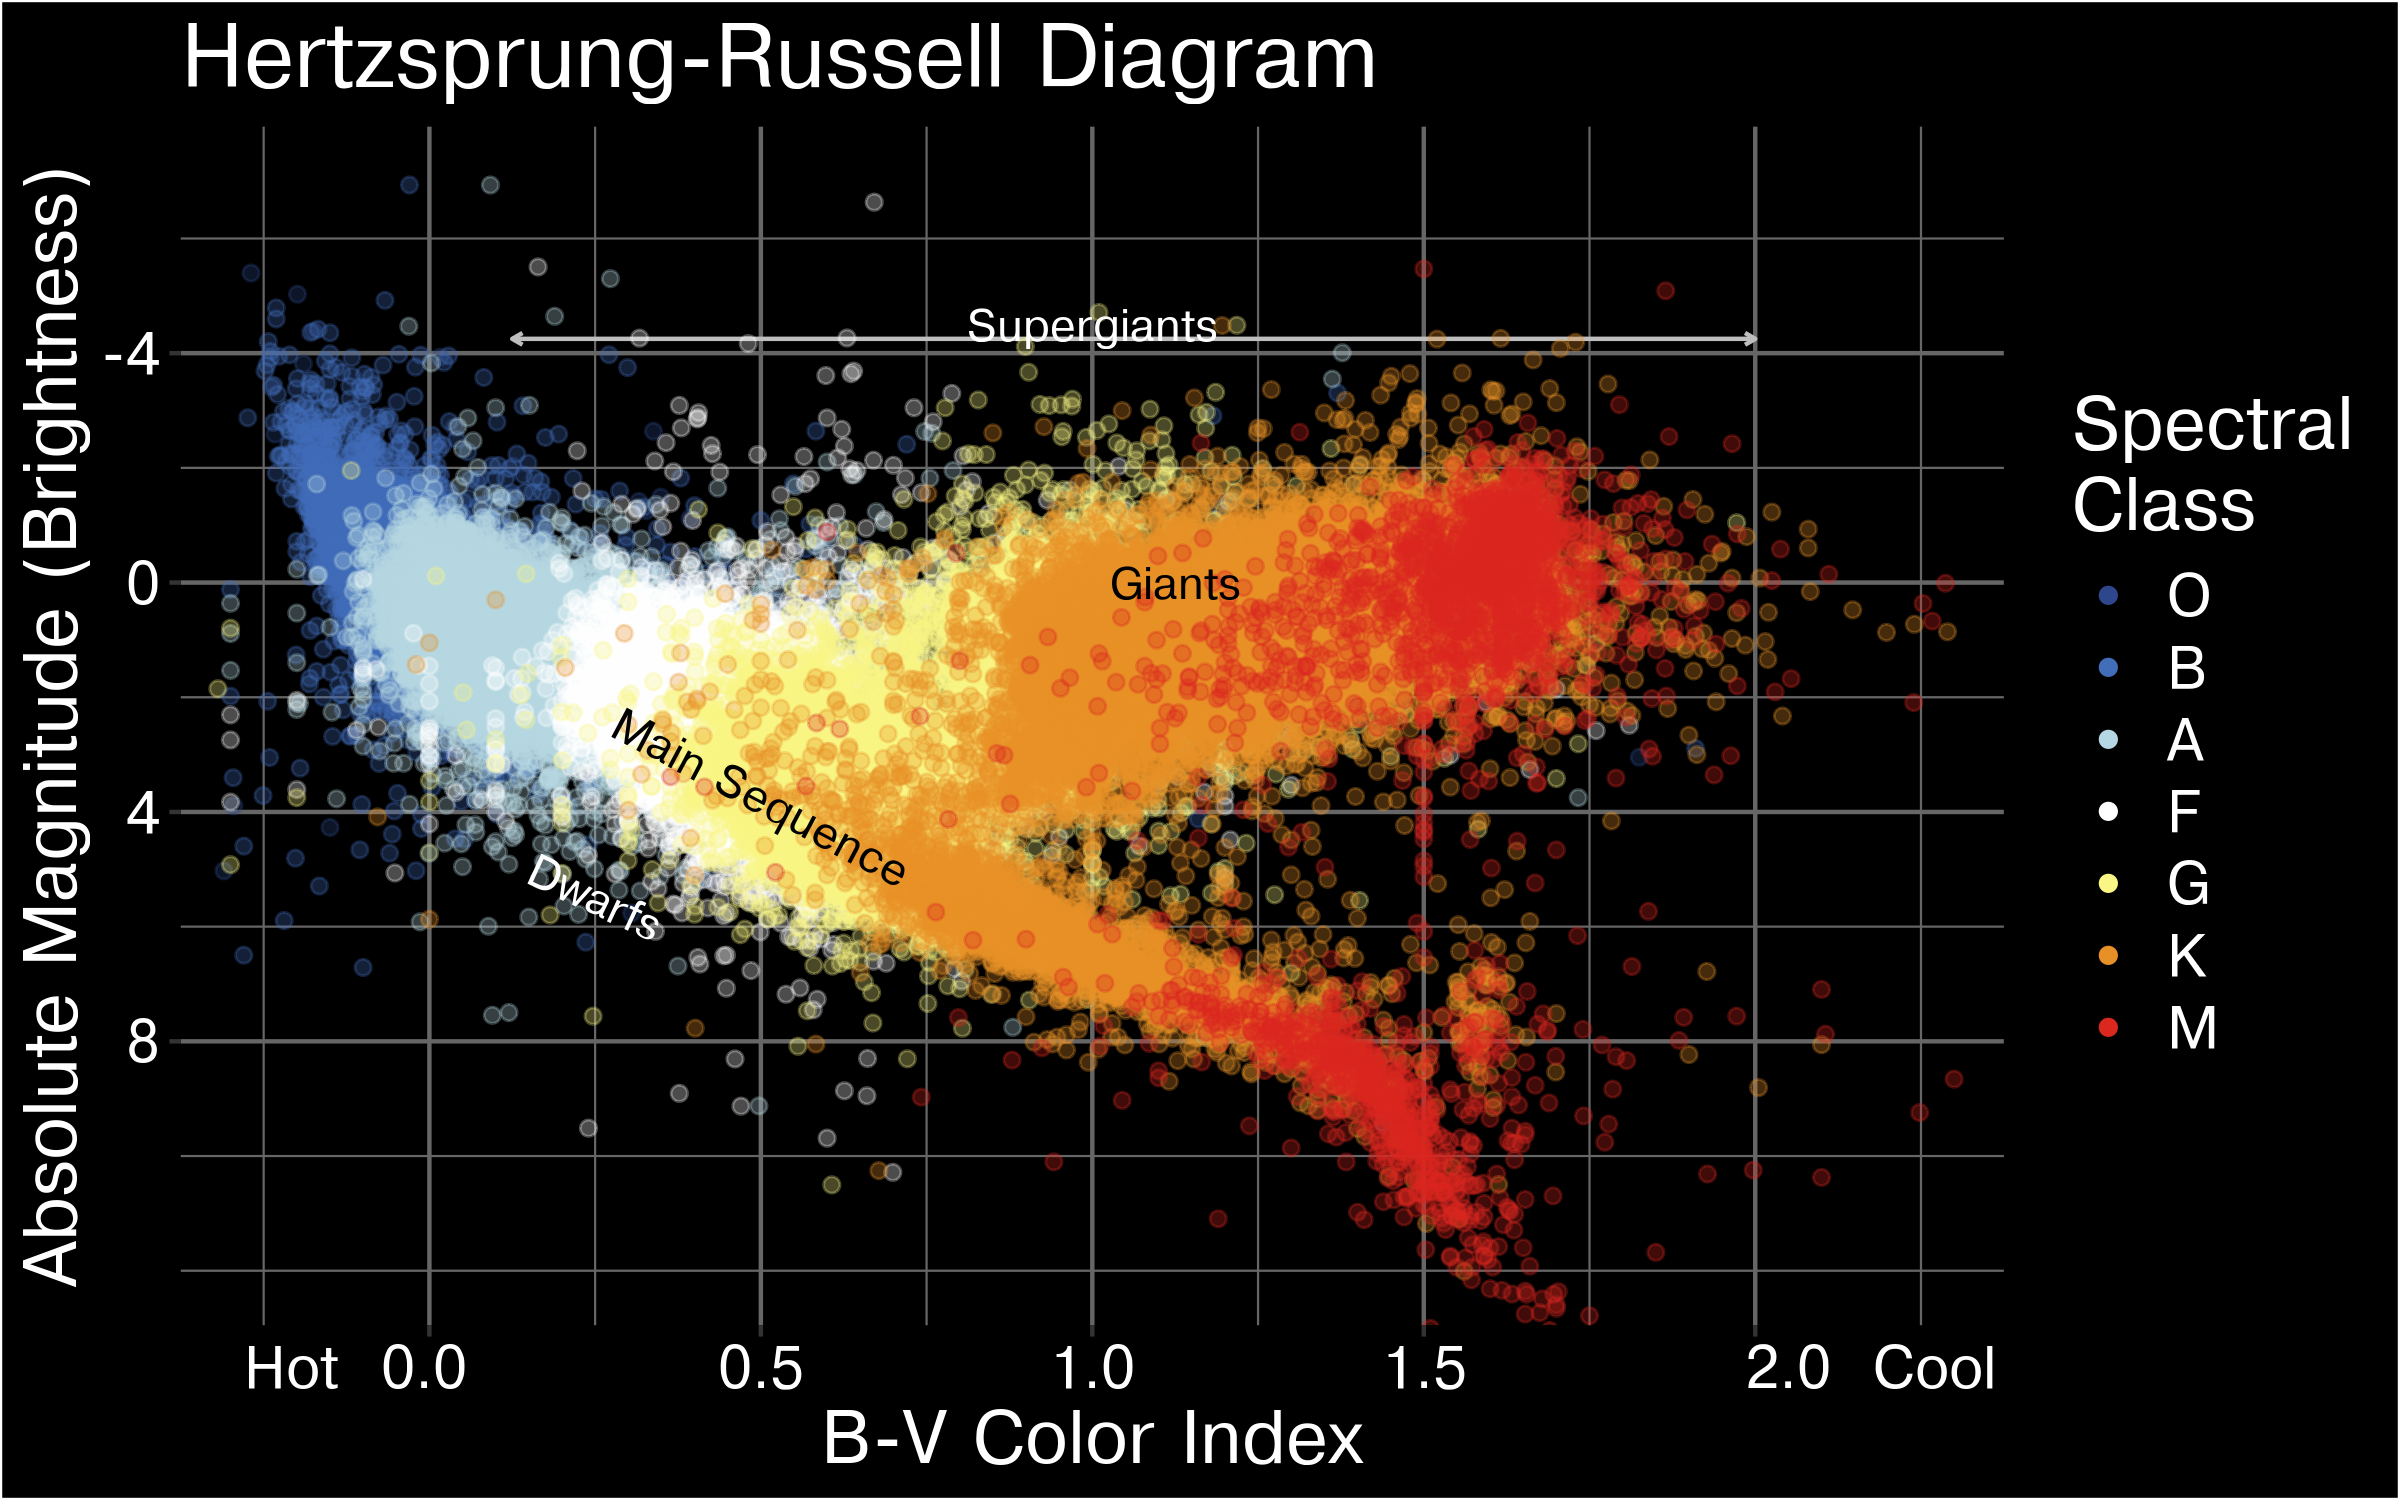 Hertzsprung-Russell Diagram
Absolute Magnitude (Brightness)
-4
0
4
8
Supergiants
Giants
Main Sequence
Dwarfs
Hot 0.0 0.5 1.0 1.5 2.0 Cool
B-V Color Index
Spectral
Class
O
B
A
F
G
K
M